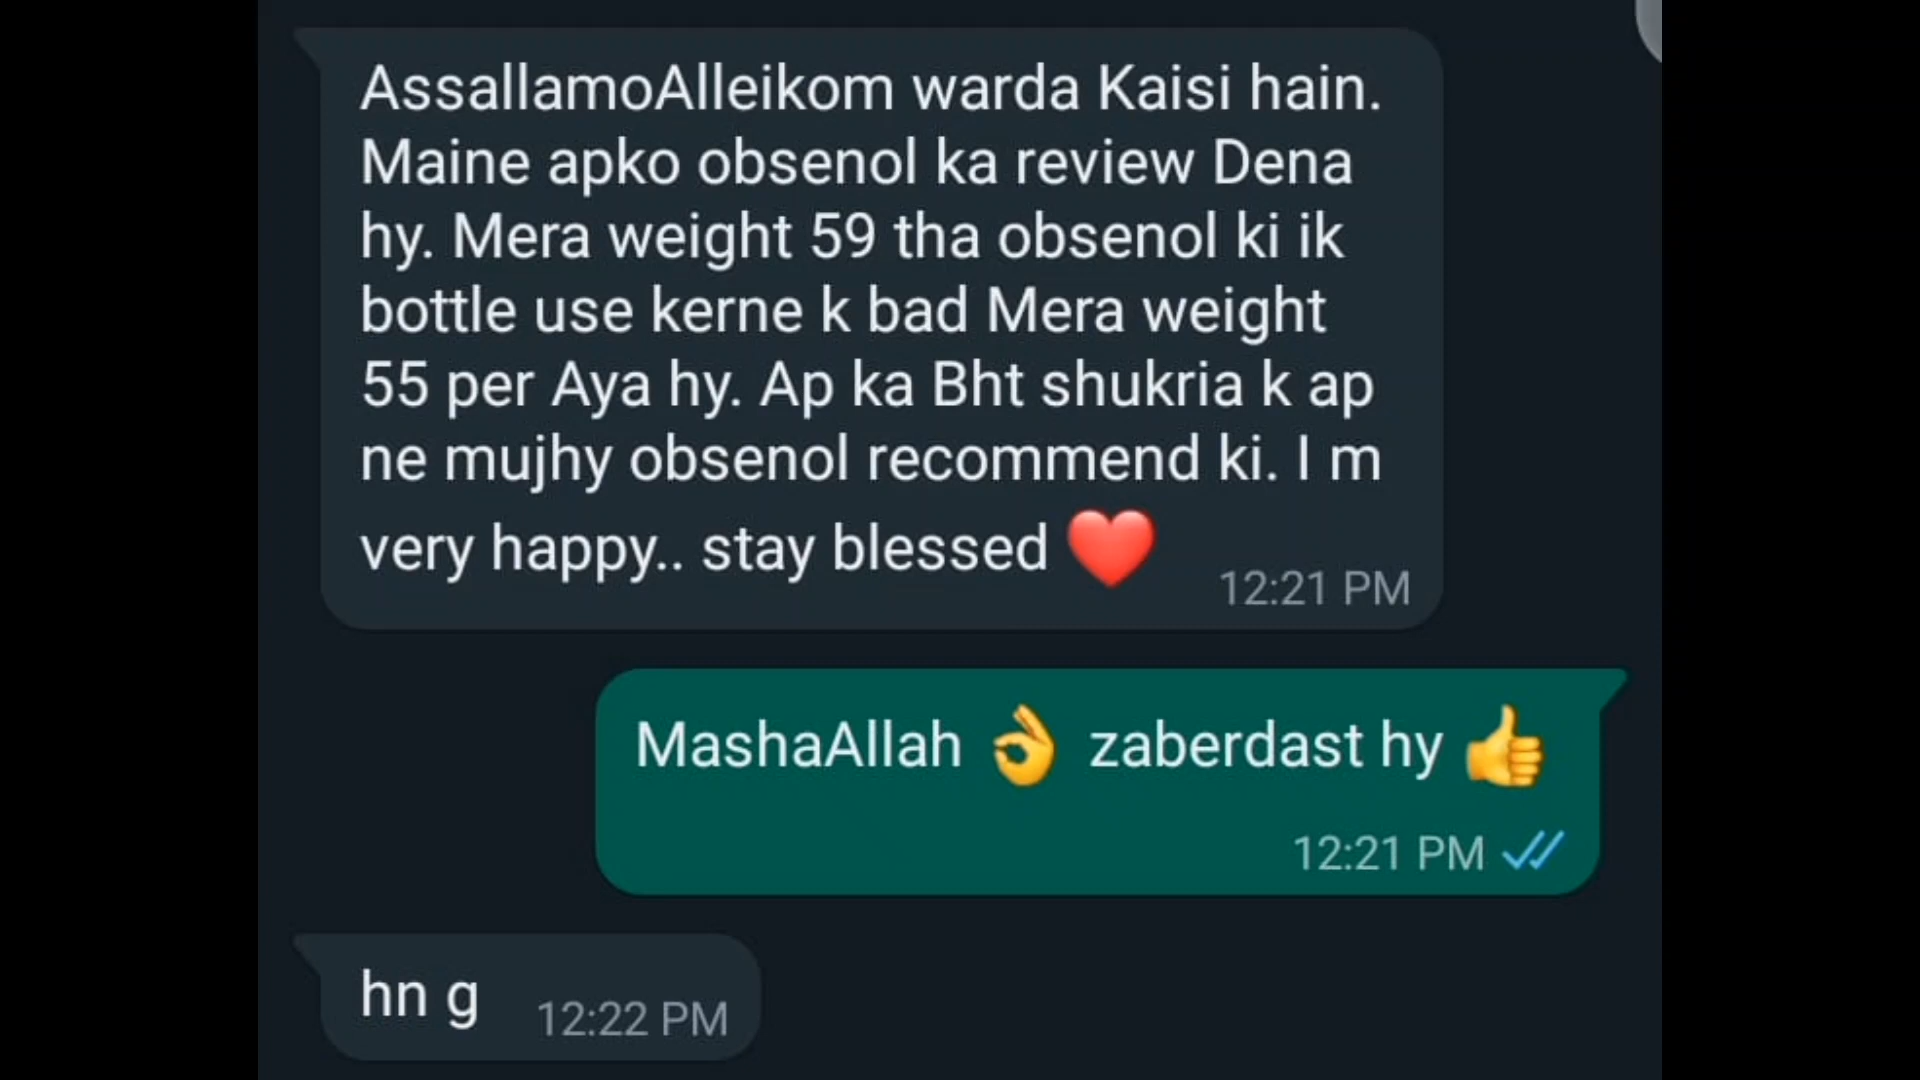 AssallamoAlleikom warda Kaisi hain.
Maine apko obsenol ka review Dena
hy. Mera weight 59 tha obsenol ki ik
bottle use kerne k bad Mera weight
55 per Aya hy. Ap ka Bht shukria k ap
ne mujhy obsenol recommend ki. I m
very happy.. stay blessed ❤️
12:21 PM
MashaAllah 👌 zaberdast hy 👍
12:21 PM
hn g 12:22 PM